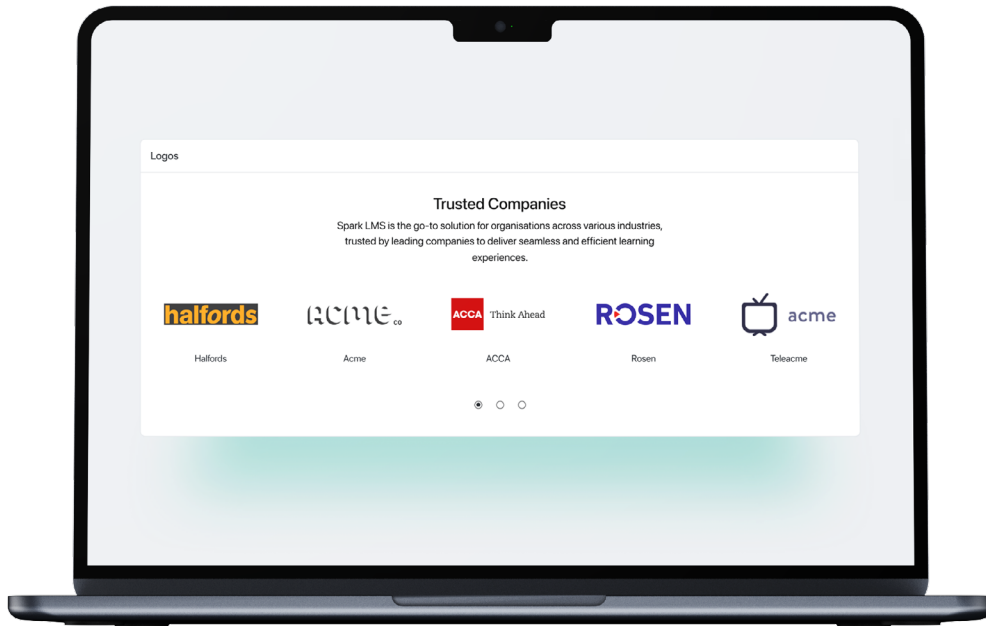 Logos
Trusted Companies
Spark LMS is the go-to solution for organisations across various industries,
trusted by leading companies to deliver seamless and efficient learning
experiences.
halfords
ACME co
ACCA Think Ahead
ROSEN
acme
Halfords
Acme
ACCA
Rosen
Teleacme